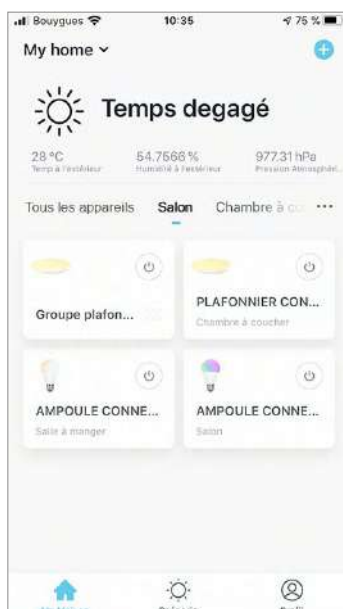 Bouygues 10:35 75 %
My home
Temps degagé
28 °C 54.7566 % 977.31 hPa
Temp à l'extérieur Humidité à l'extérieur Pression Atmosphéri...
Tous les appareils Salon Chambre à cou ...
Groupe plafon...
PLAFONNIER CON...
Chambre à coucher
AMPOULE CONNE...
Salle à manger
AMPOULE CONNE...
Salon